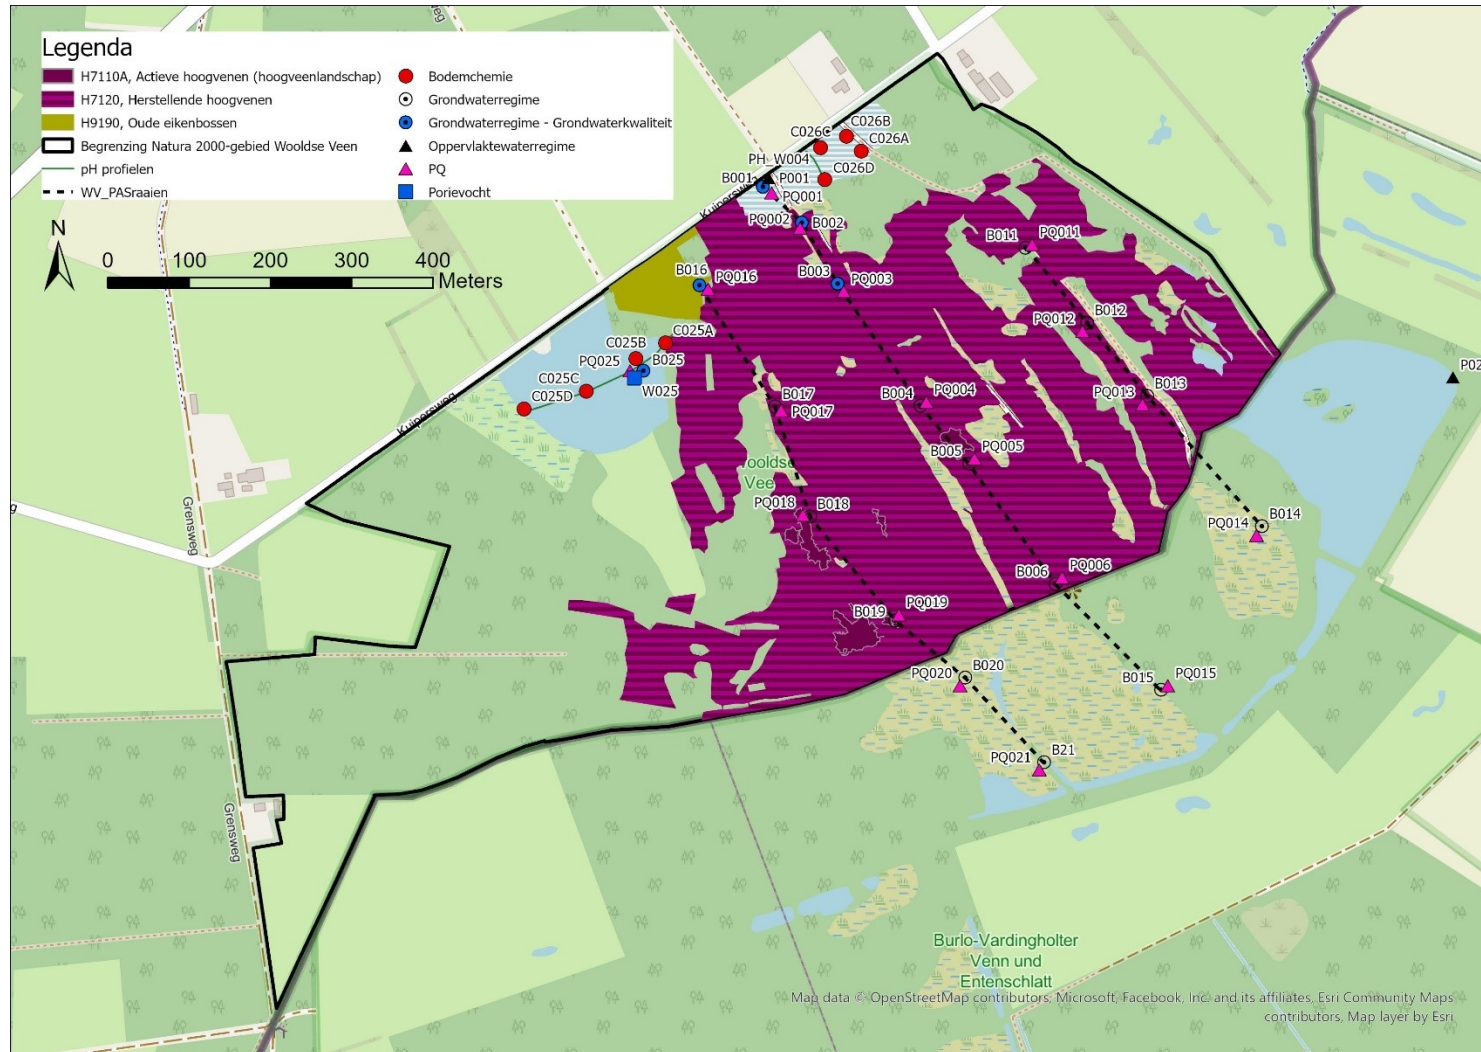 Legenda
H7110A, Actieve hoogvenen (hoogveenlandschap)
H7120, Herstellende hoogvenen
H9190, Oude eikenbossen
Begrenzing Natura 2000-gebied Wooldse Veen
pH profielen
WV_PASraaien
Bodemchemie
Grondwaterregime
Grondwaterregime - Grondwaterkwaliteit
Oppervlaktewaterregime
PQ
Porievocht
N
0 100 200 300 400
Meters
C026C
C026B
C026A
PH_W004
C026D
B001
P001
PQ001
Kuipersweg
PQ002
B002
B011
PQ011
B016
PQ016
B003
PQ003
PQ012
B012
C025A
C025B
PQ025
B025
C025C
W025
C025D
Kuipersweg
P02
B017
PQ017
B004
PQ004
PQ013
B013
B005
PQ005
Wooldse
Veen
PQ018
B018
PQ014
B014
Grensweg
B006
PQ006
B019
PQ019
PQ020
B020
B015
PQ015
PQ021
B21
Grensweg
Burlo-Vardingholter
Venn und
Entenschlatt
Map data © OpenStreetMap contributors, Microsoft, Facebook, Inc. and its affiliates, Esri Community Maps
contributors, Map layer by Esri